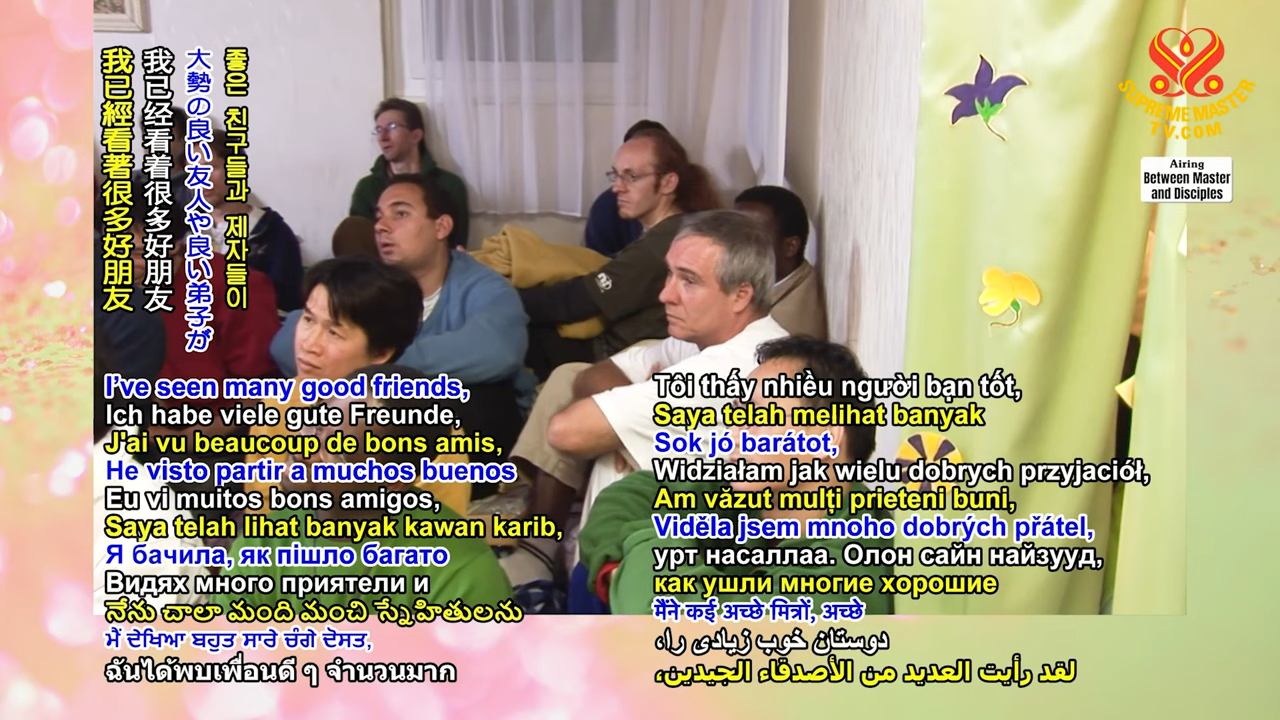 좋은 친구들과 제자들이
大勢の良い友人や良い弟子が
我已经看着很多好朋友
我已經看著很多好朋友
SUPREME MASTER
TV.COM
Airing
Between Master
and Disciples
I've seen many good friends,
Ich habe viele gute Freunde,
J'ai vu beaucoup de bons amis,
He visto partir a muchos buenos
Eu vi muitos bons amigos,
Saya telah lihat banyak kawan karib,
Я бачила, як пішло багато
Видях много приятели и
నేను చాలా మంది మంచి స్నేహితులను
ਮੈਂ ਦੇਖਿਆ ਬਹੁਤ ਸਾਰੇ ਚੰਗੇ ਦੋਸਤ,
ฉันได้พบเพื่อนดี ๆ จำนวนมาก
Tôi thấy nhiều người bạn tốt,
Saya telah melihat banyak
Sok jó barátot,
Widziałam jak wielu dobrych przyjaciół,
Am văzut mulți prieteni buni,
Viděla jsem mnoho dobrých přátel,
урт насаллаа. Олон сайн найзууд,
как ушли многие хорошие
मैंने कई अच्छे मित्रों, अच्छे
دوستان خوب زیادی را،
لقد رأيت العديد من الأصدقاء الجيدين،